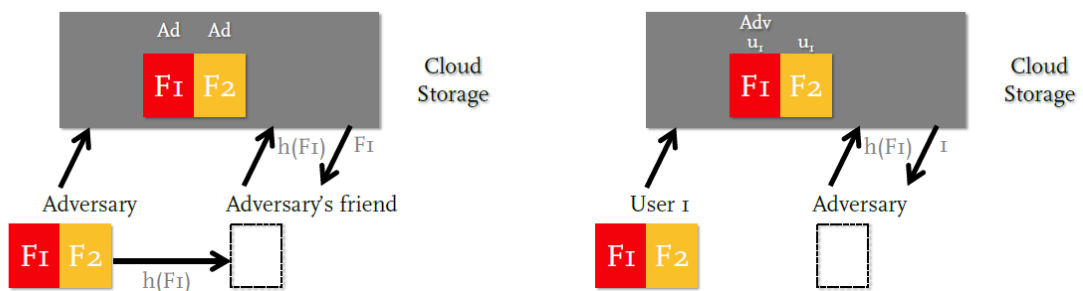 Ad Ad
F1 F2
Cloud
Storage
h(F1) F1
Adversary Adversary's friend
F1 F2
h(F1)
Adv
u1 u1
F1 F2
Cloud
Storage
h(F1) 1
User 1 Adversary
F1 F2